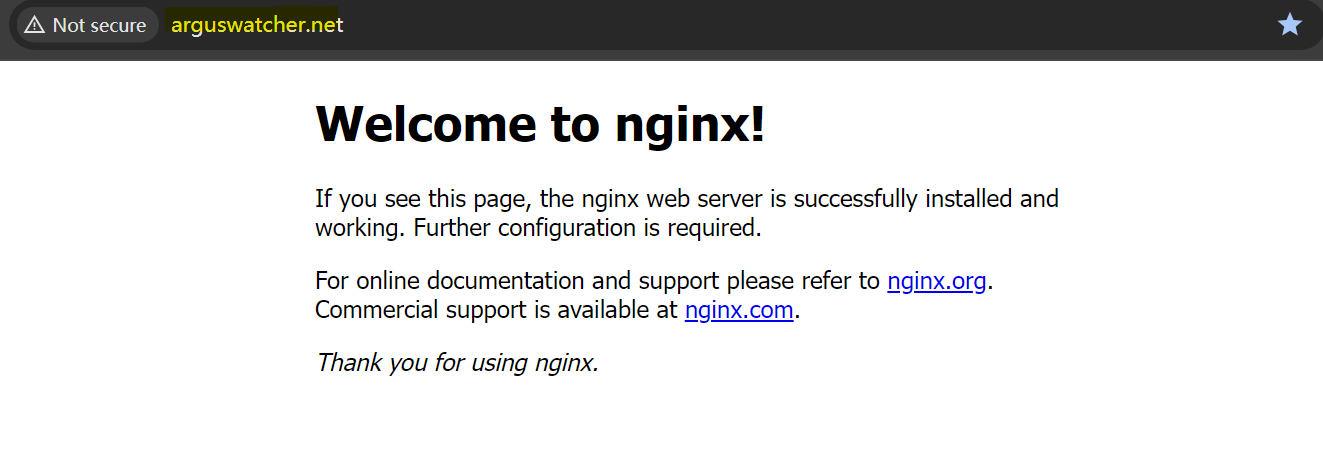 Not secure arguswatcher.net
Welcome to nginx!
If you see this page, the nginx web server is successfully installed and
working. Further configuration is required.
For online documentation and support please refer to nginx.org.
Commercial support is available at nginx.com.
Thank you for using nginx.